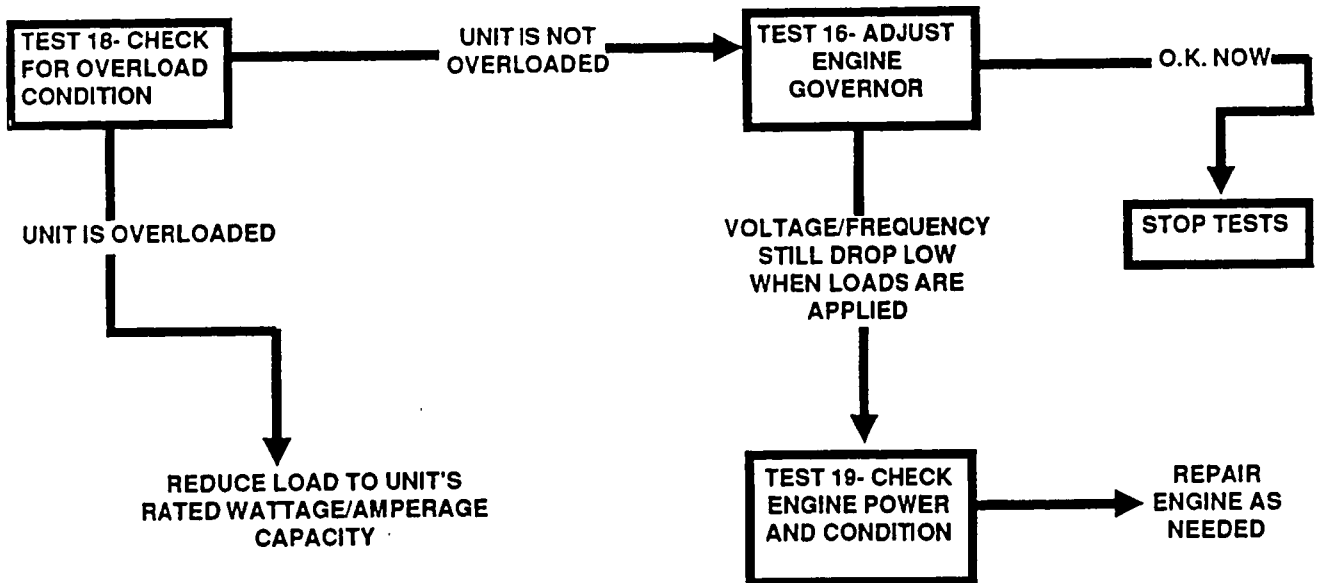 TEST 18- CHECK
FOR OVERLOAD
CONDITION
UNIT IS NOT
OVERLOADED
TEST 16- ADJUST
ENGINE
GOVERNOR
O.K. NOW
STOP TESTS
UNIT IS OVERLOADED
VOLTAGE/FREQUENCY
STILL DROP LOW
WHEN LOADS ARE
APPLIED
REDUCE LOAD TO UNIT'S
RATED WATTAGE/AMPERAGE
CAPACITY
TEST 19- CHECK
ENGINE POWER
AND CONDITION
REPAIR
ENGINE AS
NEEDED